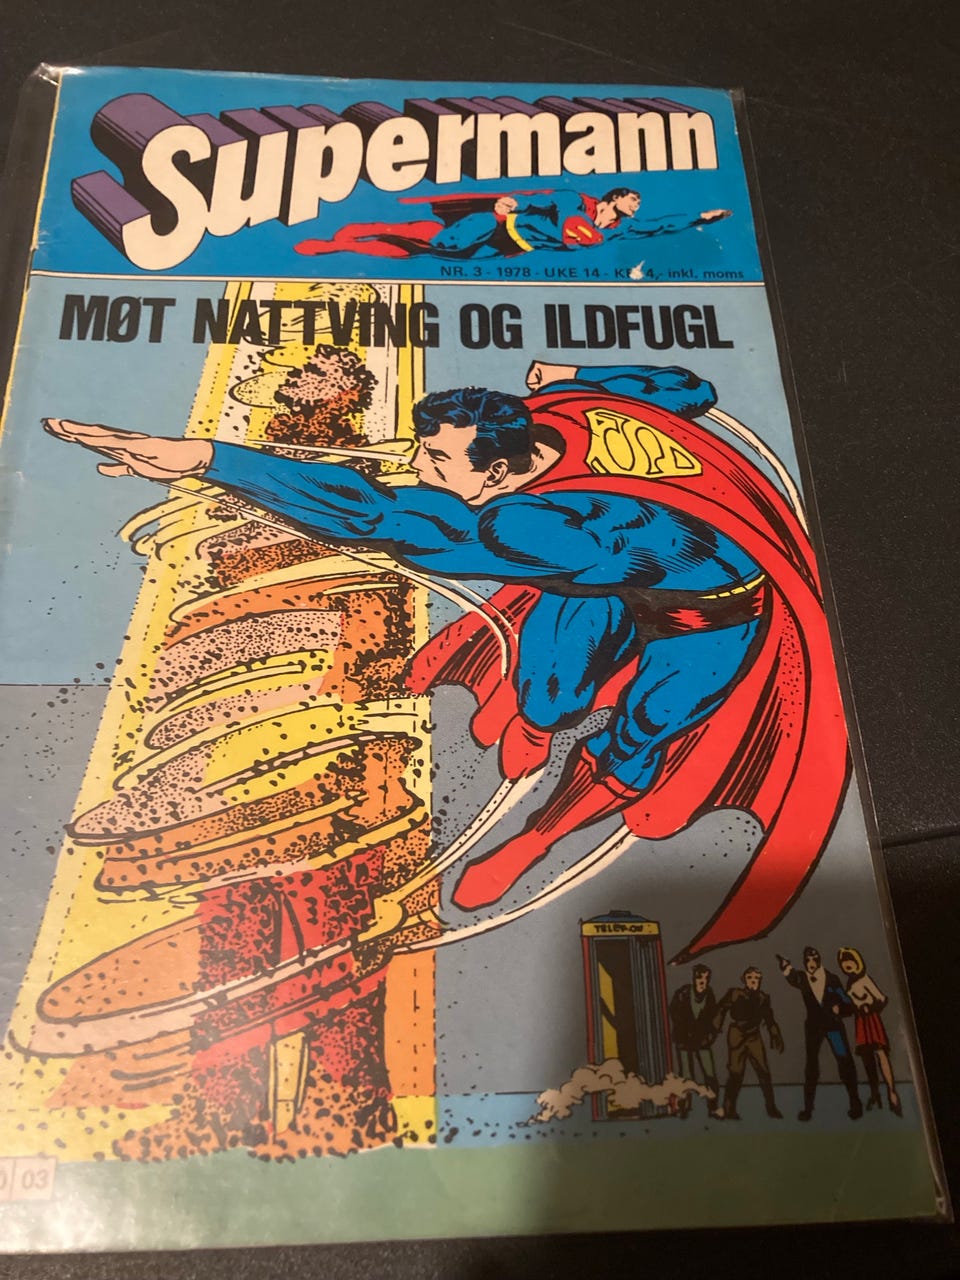 Supermann
NR. 3 - 1978 - UKE 14 - KR 4,- inkl. moms
MØT NATTVING OG ILDFUGL
S
TELEFON
03